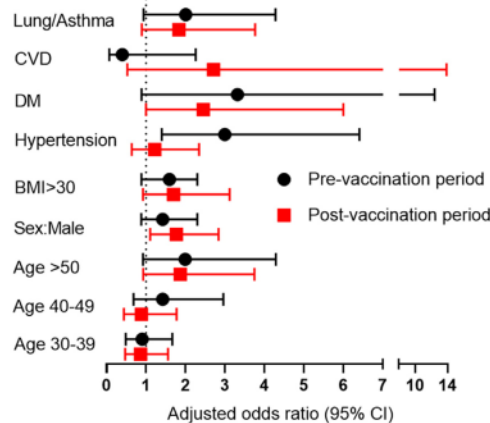 Lung/Asthma
CVD
DM
Hypertension
BMI>30
Pre-vaccination period
Sex:Male
Post-vaccination period
Age >50
Age 40-49
Age 30-39
0 1 2 3 4 5 6 7 10 14
Adjusted odds ratio (95% CI)